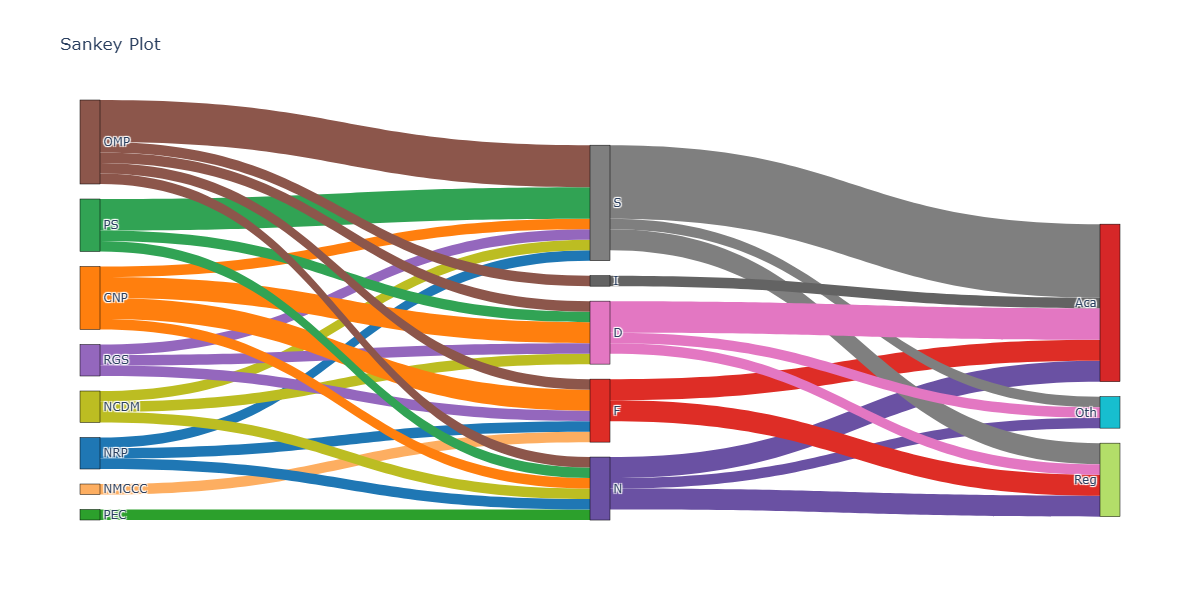 Sankey Plot
OMP
PS
CNP
RGS
NCDM
NRP
NMCCC
PEC
S
I
D
F
N
Aca
Oth
Reg